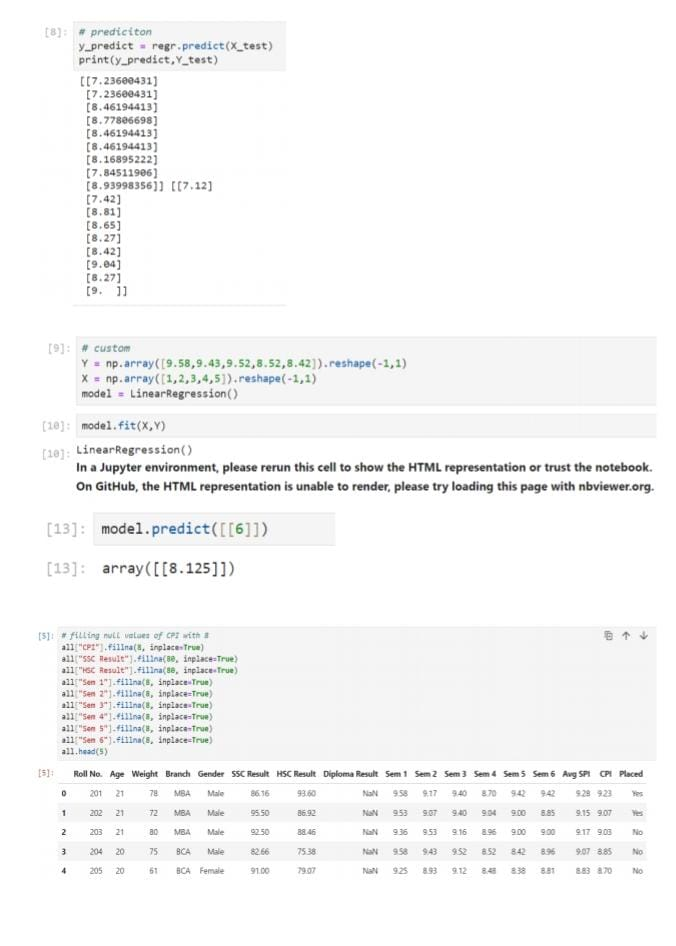 [8]: # prediciton
y_predict = regr.predict(X_test)
print(y_predict,Y_test)
[[7.23600431]
[7.23600431]
[8.46194413]
[8.77806698]
[8.46194413]
[8.46194413]
[8.16895222]
[7.84511906]
[8.93998356]] [[7.12]
[7.42]
[8.81]
[8.65]
[8.27]
[8.42]
[9.04]
[8.27]
[9. ]]
[9]: # custom
Y = np.array([9.58,9.43,9.52,8.52,8.42]).reshape(-1,1)
X = np.array([1,2,3,4,5]).reshape(-1,1)
model = LinearRegression()
[10]: model.fit(X,Y)
[10]: LinearRegression()
In a Jupyter environment, please rerun this cell to show the HTML representation or trust the notebook.
On GitHub, the HTML representation is unable to render, please try loading this page with nbviewer.org.
[13]: model.predict([[6]])
[13]: array([[8.125]])
[5]: # filling null values of CPI with 8
all["CPI"].fillna(8, inplace=True)
all["SSC Result"].fillna(80, inplace=True)
all["HSC Result"].fillna(80, inplace=True)
all["Sem 1"].fillna(8, inplace=True)
all["Sem 2"].fillna(8, inplace=True)
all["Sem 3"].fillna(8, inplace=True)
all["Sem 4"].fillna(8, inplace=True)
all["Sem 5"].fillna(8, inplace=True)
all["Sem 6"].fillna(8, inplace=True)
all.head(5)
[5]: Roll No. Age Weight Branch Gender SSC Result HSC Result Diploma Result Sem 1 Sem 2 Sem 3 Sem 4 Sem 5 Sem 6 Avg SPI CPI Placed
0 201 21 78 MBA Male 86.16 93.60 NaN 9.58 9.17 9.40 8.70 9.42 9.42 9.28 9.23 Yes
1 202 21 72 MBA Male 95.50 86.92 NaN 9.53 9.07 9.40 9.04 9.00 8.85 9.15 9.07 Yes
2 203 21 80 MBA Male 92.50 88.46 NaN 9.36 9.53 9.16 8.96 9.00 9.00 9.17 9.03 No
3 204 20 75 BCA Male 82.66 75.38 NaN 9.58 9.43 9.52 8.52 8.42 8.96 9.07 8.85 No
4 205 20 61 BCA Female 91.00 79.07 NaN 9.25 8.93 9.12 8.48 8.38 8.81 8.83 8.70 No